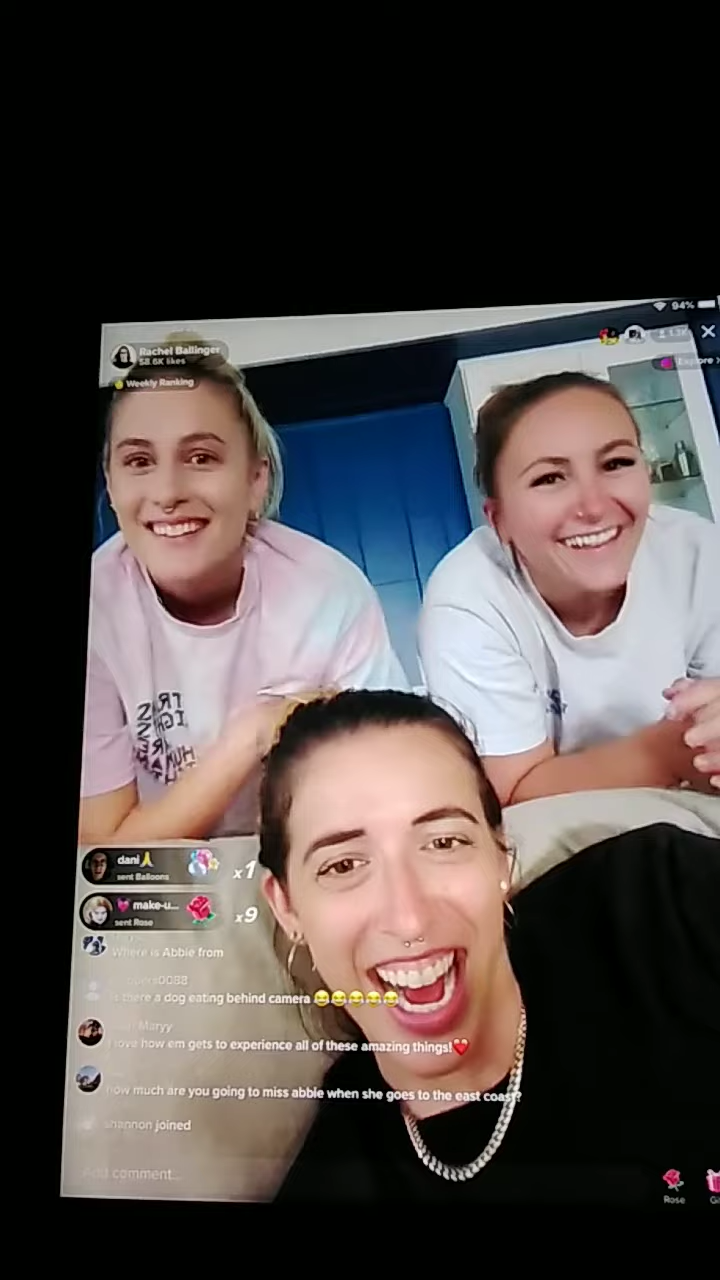 94%
Rachel Ballinger
58.6K likes
Weekly Ranking
Explore >
dani🙏
sent Balloons
x1
💓 make-u...
sent Rose
x9
Where is Abbie from
is there a dog eating behind camera 😂😂😂😂😂
Maryy
I love how em gets to experience all of these amazing things!❤️
how much are you going to miss abbie when she goes to the east coast?
shannon joined
Add comment...
Rose